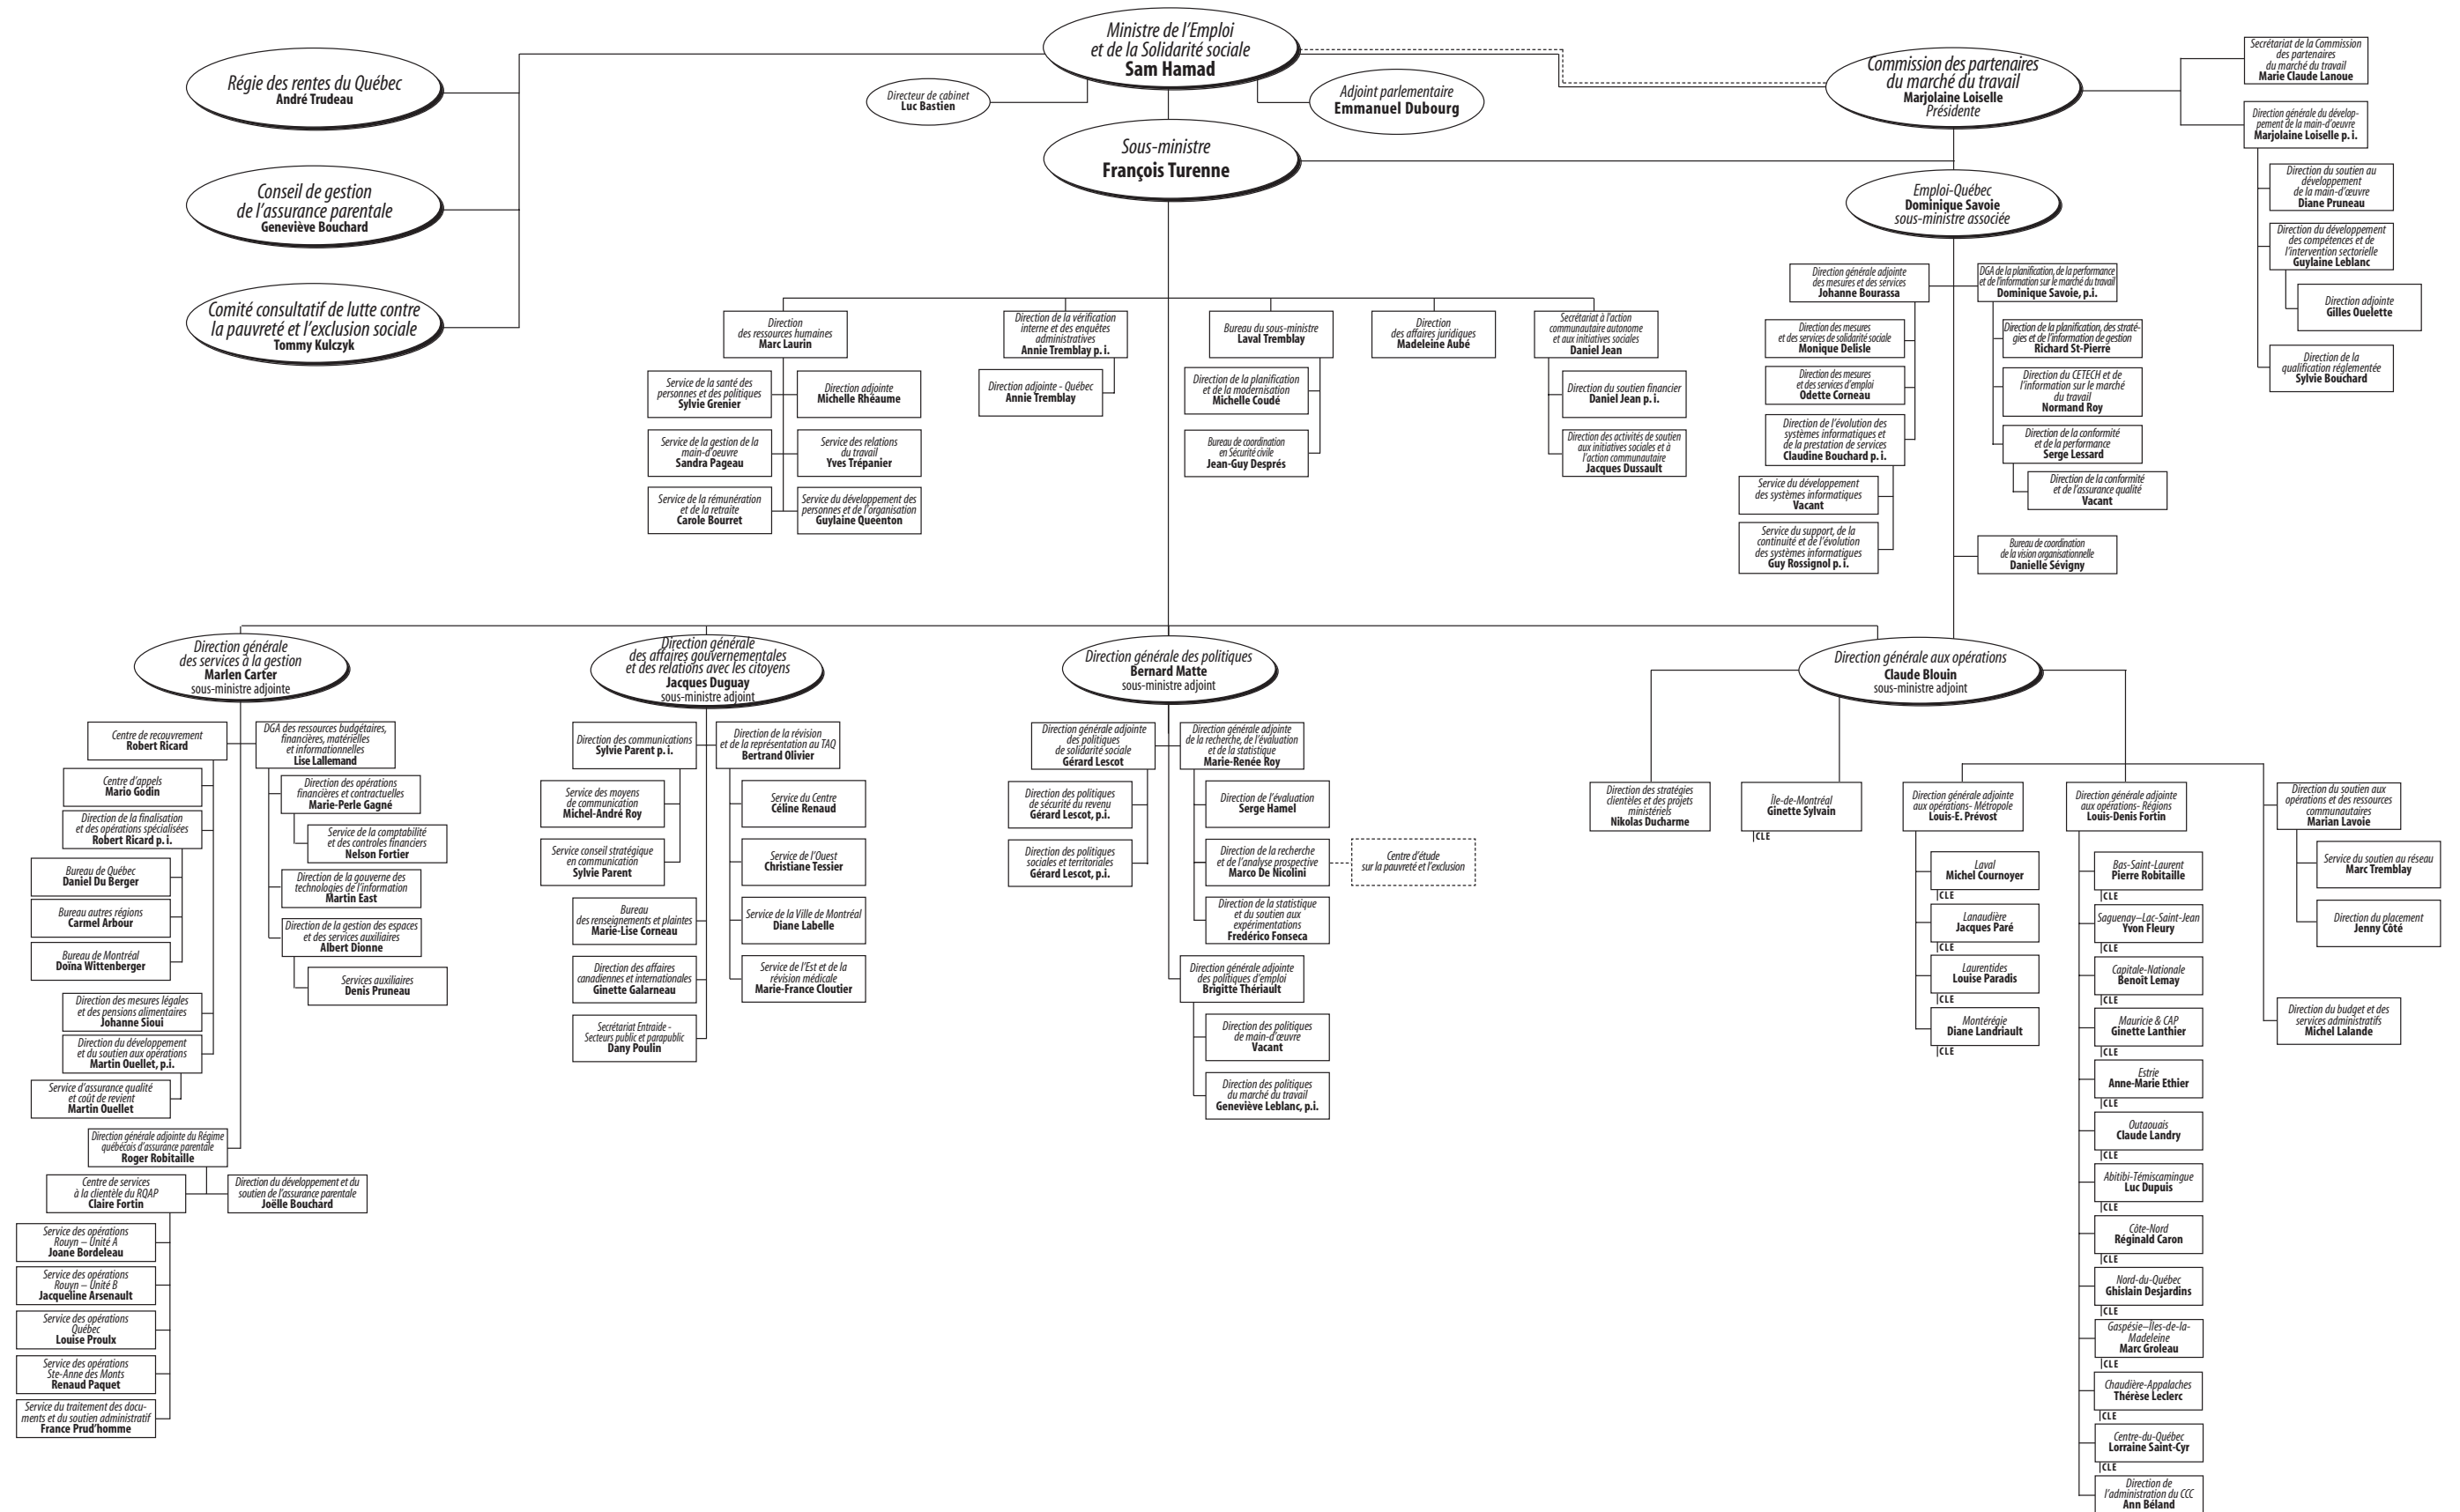 Ministre de l'Emploi
et de la Solidarité sociale
Sam Hamad
Régie des rentes du Québec
André Trudeau
Directeur de cabinet
Luc Bastien
Adjoint parlementaire
Emmanuel Dubourg
Commission des partenaires
du marché du travail
Marjolaine Loiselle
Présidente
Secrétariat de la Commission
des partenaires
du marché du travail
Marie Claude Lanoue
Direction générale du dévelop-
pement de la main-d'oeuvre
Marjolaine Loiselle p. i.
Direction du soutien au
développement
de la main-d'œuvre
Diane Pruneau
Direction du développement
des compétences et de
l'intervention sectorielle
Guylaine Leblanc
Direction adjointe
Gilles Ouelette
Direction de la
qualification réglementée
Sylvie Bouchard
Sous-ministre
François Turenne
Conseil de gestion
de l'assurance parentale
Geneviève Bouchard
Comité consultatif de lutte contre
la pauvreté et l'exclusion sociale
Tommy Kulczyk
Emploi-Québec
Dominique Savoie
sous-ministre associée
Direction générale adjointe
des mesures et des services
Johanne Bourassa
DGA de la planification, de la performance
et de l'information sur le marché du travail
Dominique Savoie, p.i.
Direction des mesures
et des services de solidarité sociale
Monique Delisle
Direction des mesures
et des services d'emploi
Odette Corneau
Direction de l'évolution des
systèmes informatiques et
de la prestation de services
Claudine Bouchard p. i.
Service du développement
des systèmes informatiques
Vacant
Service du support, de la
continuité et de l'évolution
des systèmes informatiques
Guy Rossignol p. i.
Direction de la planification, des straté-
gies et de l'information de gestion
Richard St-Pierre
Direction du CETECH et de
l'information sur le marché
du travail
Normand Roy
Direction de la conformité
et de la performance
Serge Lessard
Direction de la conformité
et de l'assurance qualité
Vacant
Bureau de coordination
de la vision organisationnelle
Danielle Sévigny
Direction
des ressources humaines
Marc Laurin
Service de la santé des
personnes et des politiques
Sylvie Grenier
Direction adjointe
Michelle Rhéaume
Service de la gestion de la
main-d'oeuvre
Sandra Pageau
Service des relations
du travail
Yves Trépanier
Service de la rémunération
et de la retraite
Carole Bourret
Service du développement des
personnes et de l'organisation
Guylaine Queenton
Direction de la vérification
interne et des enquêtes
administratives
Annie Tremblay p. i.
Direction adjointe - Québec
Annie Tremblay
Bureau du sous-ministre
Laval Tremblay
Direction de la planification
et de la modernisation
Michelle Coudé
Bureau de coordination
en Sécurité civile
Jean-Guy Després
Direction
des affaires juridiques
Madeleine Aubé
Secrétariat à l'action
communautaire autonome
et aux initiatives sociales
Daniel Jean
Direction du soutien financier
Daniel Jean p. i.
Direction des activités de soutien
aux initiatives sociales et à
l'action communautaire
Jacques Dussault
Direction générale
des services à la gestion
Marlen Carter
sous-ministre adjointe
Centre de recouvrement
Robert Ricard
DGA des ressources budgétaires,
financières, matérielles
et informationnelles
Lise Lallemand
Centre d'appels
Mario Godin
Direction de la finalisation
et des opérations spécialisées
Robert Ricard p. i.
Bureau de Québec
Daniel Du Berger
Bureau autres régions
Carmel Arbour
Bureau de Montréal
Doïna Wittenberger
Direction des mesures légales
et des pensions alimentaires
Johanne Sioui
Direction du développement
et du soutien aux opérations
Martin Ouellet, p.i.
Service d'assurance qualité
et coût de revient
Martin Ouellet
Direction des opérations
financières et contractuelles
Marie-Perle Gagné
Service de la comptabilité
et des controles financiers
Nelson Fortier
Direction de la gouverne des
technologies de l'information
Martin East
Direction de la gestion des espaces
et des services auxiliaires
Albert Dionne
Services auxiliaires
Denis Pruneau
Direction générale adjointe du Régime
québécois d'assurance parentale
Roger Robitaille
Centre de services
à la clientèle du RQAP
Claire Fortin
Direction du développement et du
soutien de l'assurance parentale
Joëlle Bouchard
Service des opérations
Rouyn – Unité A
Joane Bordeleau
Service des opérations
Rouyn – Unité B
Jacqueline Arsenault
Service des opérations
Québec
Louise Proulx
Service des opérations
Ste-Anne des Monts
Renaud Paquet
Service du traitement des docu-
ments et du soutien administratif
France Prud'homme
Direction générale
des affaires gouvernementales
et des relations avec les citoyens
Jacques Duguay
sous-ministre adjoint
Direction des communications
Sylvie Parent p. i.
Direction de la révision
et de la représentation au TAQ
Bertrand Olivier
Service des moyens
de communication
Michel-André Roy
Service conseil stratégique
en communication
Sylvie Parent
Bureau
des renseignements et plaintes
Marie-Lise Corneau
Direction des affaires
canadiennes et internationales
Ginette Galarneau
Secrétariat Entraide -
Secteurs public et parapublic
Dany Poulin
Service du Centre
Céline Renaud
Service de l'Ouest
Christiane Tessier
Service de la Ville de Montréal
Diane Labelle
Service de l'Est et de la
révision médicale
Marie-France Cloutier
Direction générale des politiques
Bernard Matte
sous-ministre adjoint
Direction générale adjointe
des politiques
de solidarité sociale
Gérard Lescot
Direction générale adjointe
de la recherche, de l'évaluation
et de la statistique
Marie-Renée Roy
Direction des politiques
de sécurité du revenu
Gérard Lescot, p.i.
Direction des politiques
sociales et territoriales
Gérard Lescot, p.i.
Direction de l'évaluation
Serge Hamel
Direction de la recherche
et de l'analyse prospective
Marco De Nicolini
Centre d'étude
sur la pauvreté et l'exclusion
Direction de la statistique
et du soutien aux
expérimentations
Frédérico Fonseca
Direction générale adjointe
des politiques d'emploi
Brigitte Thériault
Direction des politiques
de main-d'œuvre
Vacant
Direction des politiques
du marché du travail
Geneviève Leblanc, p.i.
Direction générale aux opérations
Claude Blouin
sous-ministre adjoint
Direction des stratégies
clientèles et des projets
ministériels
Nikolas Ducharme
Île-de-Montréal
Ginette Sylvain
CLE
Direction générale adjointe
aux opérations- Métropole
Louis-E. Prévost
Laval
Michel Cournoyer
CLE
Lanaudière
Jacques Paré
CLE
Laurentides
Louise Paradis
CLE
Montérégie
Diane Landriault
CLE
Direction générale adjointe
aux opérations- Régions
Louis-Denis Fortin
Bas-Saint-Laurent
Pierre Robitaille
CLE
Saguenay–Lac-Saint-Jean
Yvon Fleury
CLE
Capitale-Nationale
Benoit Lemay
CLE
Mauricie & CAP
Ginette Lanthier
CLE
Estrie
Anne-Marie Ethier
CLE
Outaouais
Claude Landry
CLE
Abitibi-Témiscamingue
Luc Dupuis
CLE
Côte-Nord
Réginald Caron
CLE
Nord-du-Québec
Ghislain Desjardins
CLE
Gaspésie–Îles-de-la-
Madeleine
Marc Groleau
CLE
Chaudière-Appalaches
Thérèse Leclerc
CLE
Centre-du-Québec
Lorraine Saint-Cyr
CLE
Direction de
l'administration du CCC
Ann Béland
Direction du soutien aux
opérations et des ressources
communautaires
Marian Lavoie
Service du soutien au réseau
Marc Tremblay
Direction du placement
Jenny Côté
Direction du budget et des
services administratifs
Michel Lalande